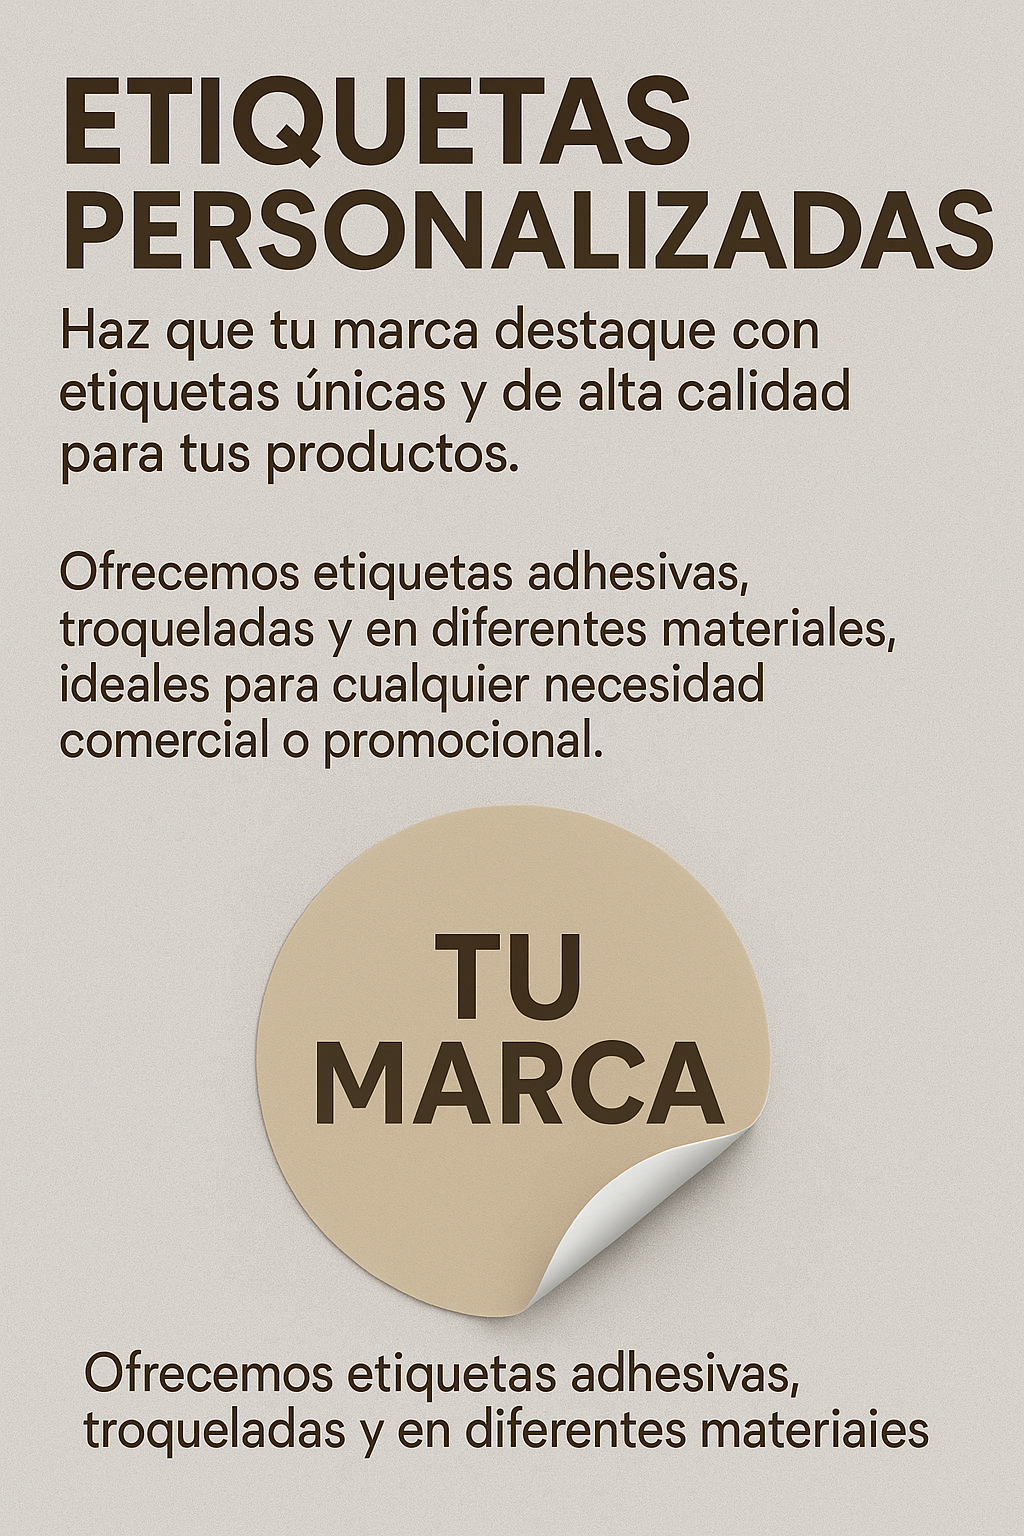 ETIQUETAS
PERSONALIZADAS
Haz que tu marca destaque con
etiquetas únicas y de alta calidad
para tus productos.
Ofrecemos etiquetas adhesivas,
troqueladas y en diferentes materiales,
ideales para cualquier necesidad
comercial o promocional.
TU
MARCA
Ofrecemos etiquetas adhesivas,
troqueladas y en diferentes materiaies